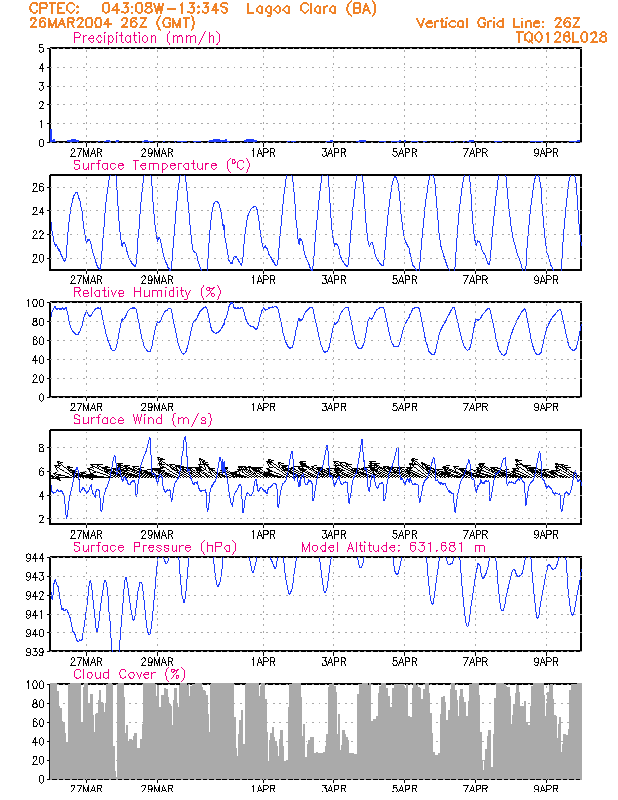 CPTEC: 043:08W-13:34S Lagoa Clara (BA)
26MAR2004 26Z (GMT) Vertical Grid Line: 26Z
Precipitation (mm/h) TQ0126L028
5
4
3
2
1
0
27MAR 29MAR 1APR 3APR 5APR 7APR 9APR
Surface Temperature (°C)
26
24
22
20
27MAR 29MAR 1APR 3APR 5APR 7APR 9APR
Relative Humidity (%)
100
80
60
40
20
0
27MAR 29MAR 1APR 3APR 5APR 7APR 9APR
Surface Wind (m/s)
8
6
4
2
27MAR 29MAR 1APR 3APR 5APR 7APR 9APR
Surface Pressure (hPa) Model Altitude: 631.681 m
944
943
942
941
940
939
27MAR 29MAR 1APR 3APR 5APR 7APR 9APR
Cloud Cover (%)
100
80
60
40
20
0
27MAR 29MAR 1APR 3APR 5APR 7APR 9APR